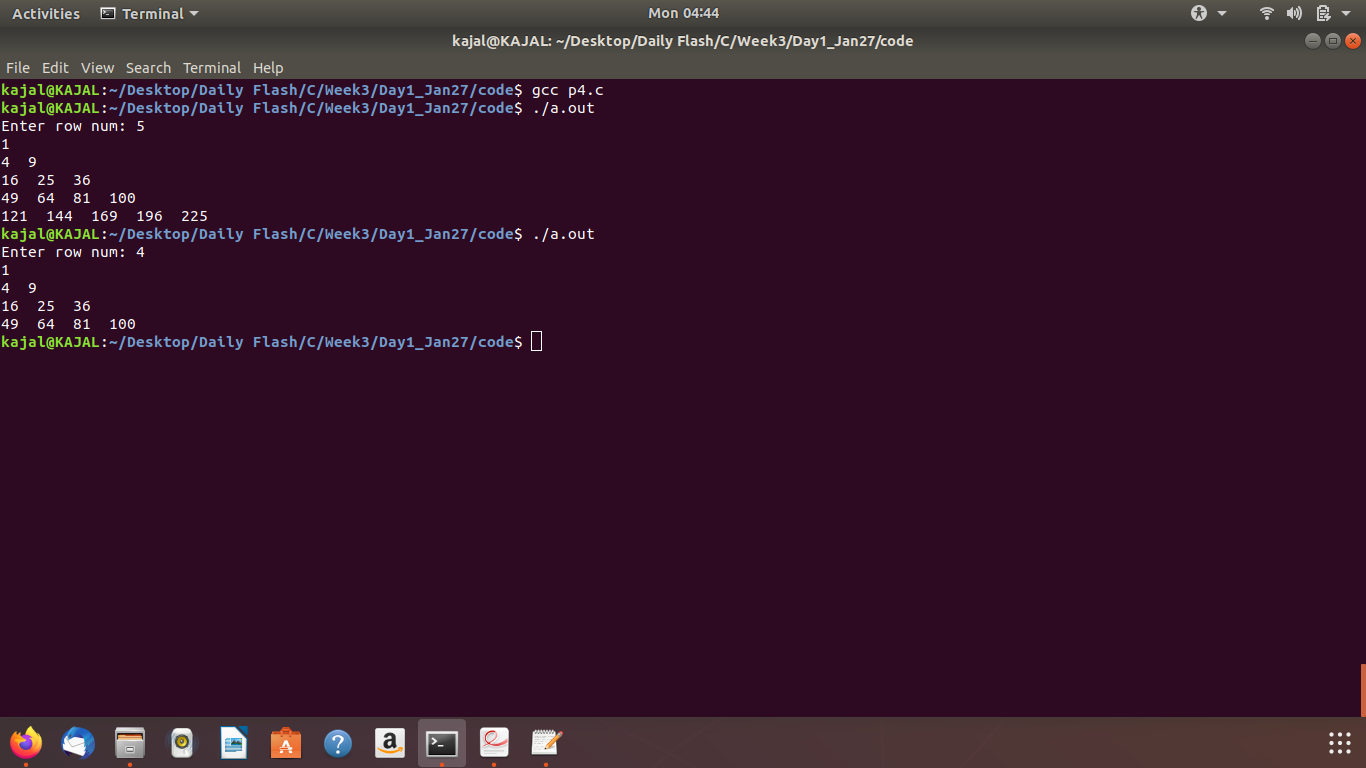 Activities Terminal Mon 04:44
kajal@KAJAL: ~/Desktop/Daily Flash/C/Week3/Day1_Jan27/code
File Edit View Search Terminal Help
kajal@KAJAL:~/Desktop/Daily Flash/C/Week3/Day1_Jan27/code$ gcc p4.c
kajal@KAJAL:~/Desktop/Daily Flash/C/Week3/Day1_Jan27/code$ ./a.out
Enter row num: 5
1
4  9
16  25  36
49  64  81  100
121  144  169  196  225
kajal@KAJAL:~/Desktop/Daily Flash/C/Week3/Day1_Jan27/code$ ./a.out
Enter row num: 4
1
4  9
16  25  36
49  64  81  100
kajal@KAJAL:~/Desktop/Daily Flash/C/Week3/Day1_Jan27/code$